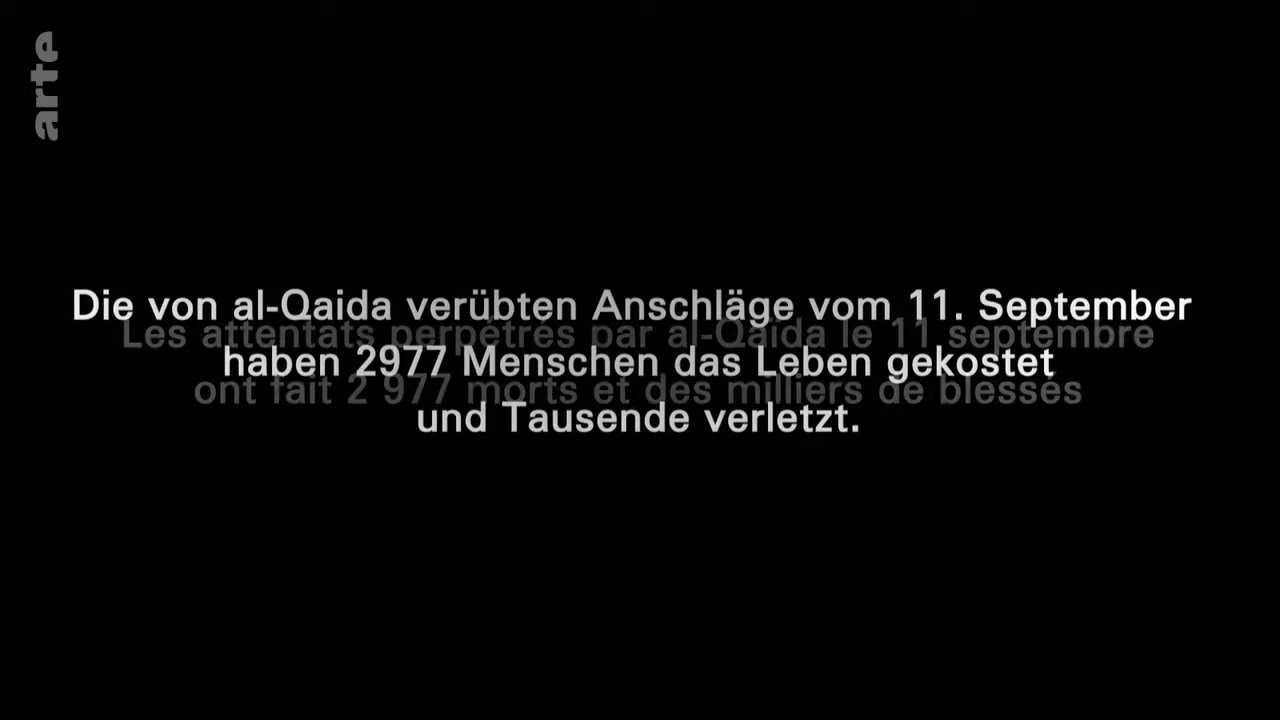 arte
Die von al-Qaida verübten Anschläge vom 11. September
Les attentats perpétrés par al-Qaïda le 11 septembre
haben 2977 Menschen das Leben gekostet
ont fait 2 977 morts et des milliers de blessés
und Tausende verletzt.